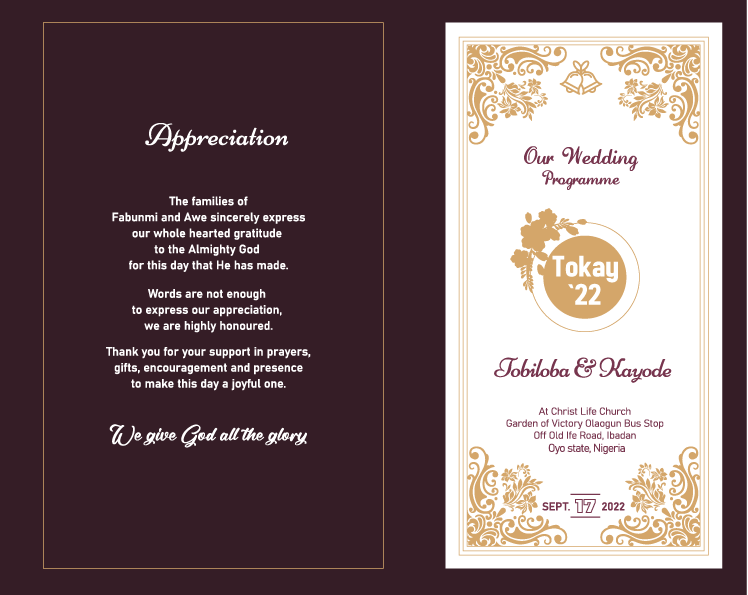 Appreciation
The families of
Fabunmi and Awe sincerely express
our whole hearted gratitude
to the Almighty God
for this day that He has made.
Words are not enough
to express our appreciation,
we are highly honoured.
Thank you for your support in prayers,
gifts, encouragement and presence
to make this day a joyful one.
We give God all the glory.
Our Wedding
Programme
Tokay
`22
Tobiloba & Kayode
At Christ Life Church
Garden of Victory Olaogun Bus Stop
Off Old Ife Road, Ibadan
Oyo state, Nigeria
SEPT. 17 2022